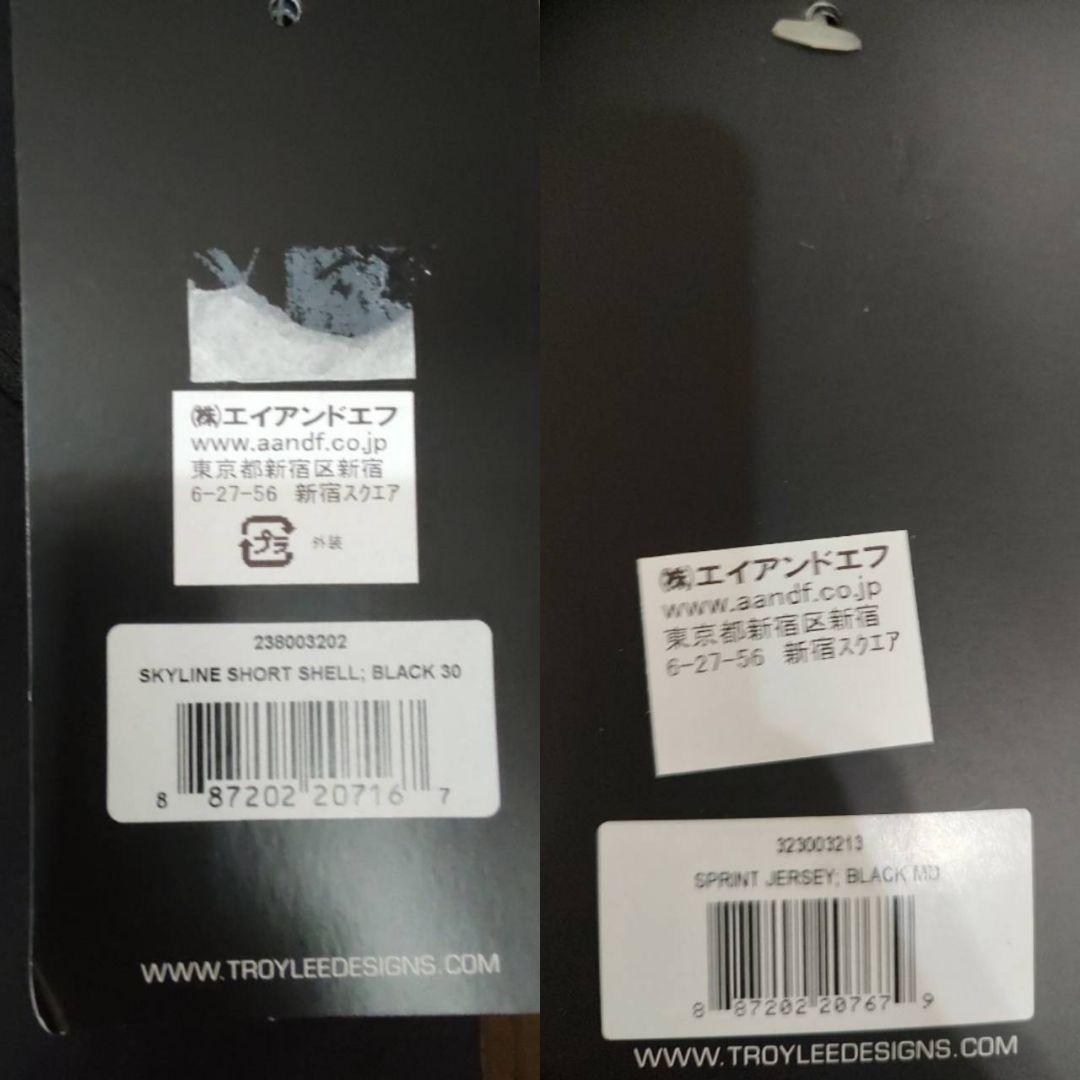 ㈱エイアンドエフ
www.aandf.co.jp
東京都新宿区新宿
6-27-56 新宿スクエア
プラ 外装
238003202
SKYLINE SHORT SHELL; BLACK 30
8 87202 20716 7
WWW.TROYLEEDESIGNS.COM
㈱エイアンドエフ
www.aandf.co.jp
東京都新宿区新宿
6-27-56 新宿スクエア
323003213
SPRINT JERSEY; BLACK MD
8 87202 20767 9
WWW.TROYLEEDESIGNS.COM